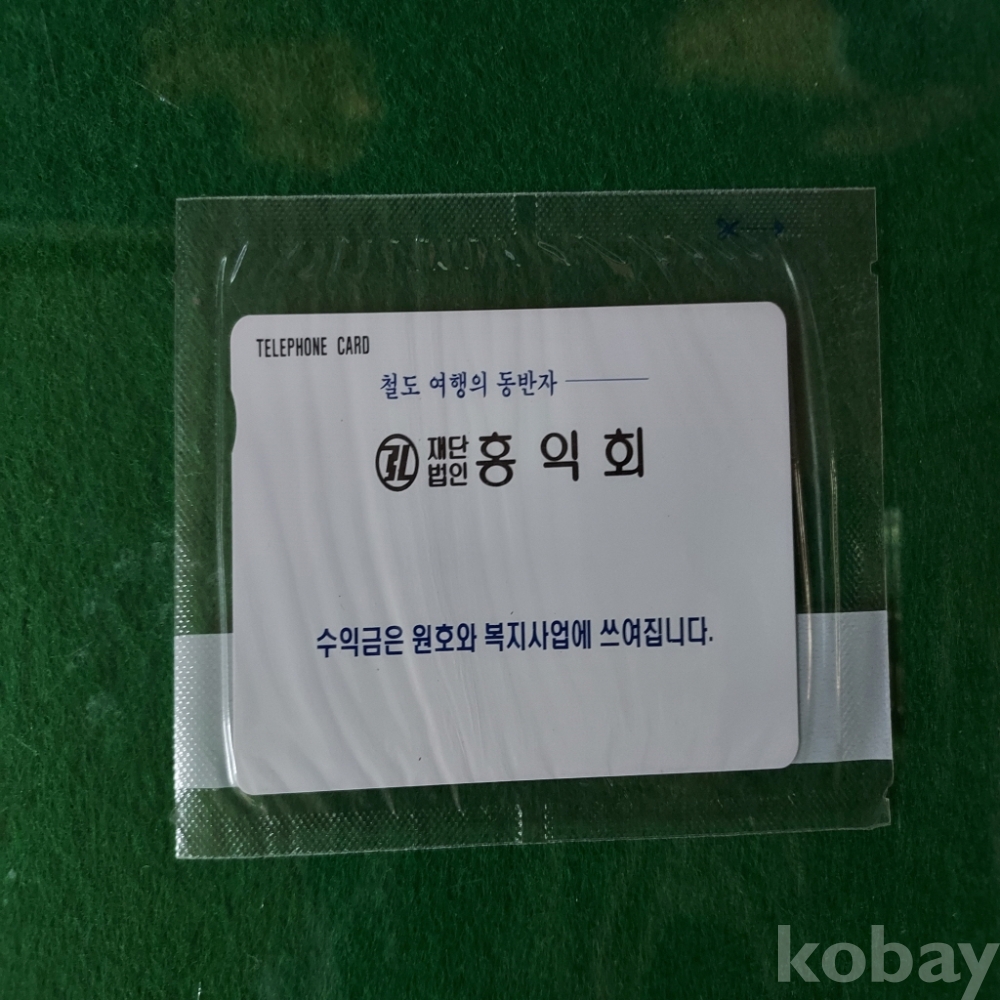 TELEPHONE CARD
철도 여행의 동반자
재단법인 홍익회
수익금은 원호와 복지사업에 쓰여집니다.
kobay